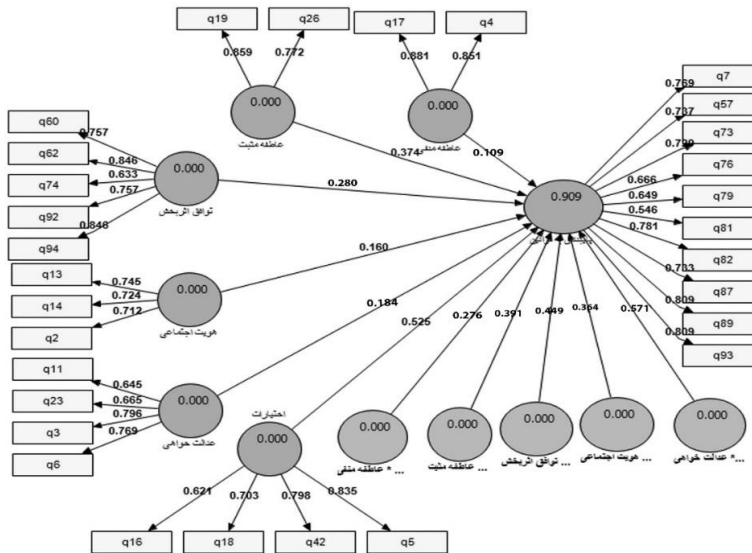 q19
q26
q17
q4
0.859
0.772
0.881
0.851
0.000
عاطفه مثبت
0.000
عاطفه منفی
q60
q62
q74
q92
q94
0.757
0.846
0.633
0.757
0.846
0.000
توافق اثربخش
0.374
0.109
0.280
0.160
0.184
0.525
0.276
0.391
0.449
0.364
0.571
0.909
q7
q57
q73
q76
q79
q81
q82
q87
q89
q93
0.769
0.737
0.666
0.649
0.546
0.781
0.733
0.809
0.809
q13
q14
q2
0.745
0.724
0.712
0.000
هویت اجتماعی
q11
q23
q3
q6
0.645
0.665
0.796
0.769
0.000
عدالت خواهی
اختیارات
0.000
0.621
0.703
0.798
0.835
q16
q18
q42
q5
0.000
عاطفه منفی * ...
0.000
عاطفه مثبت ...
0.000
توافق اثربخش ...
0.000
هویت اجتماعی ...
0.000
عدالت خواهی * ...